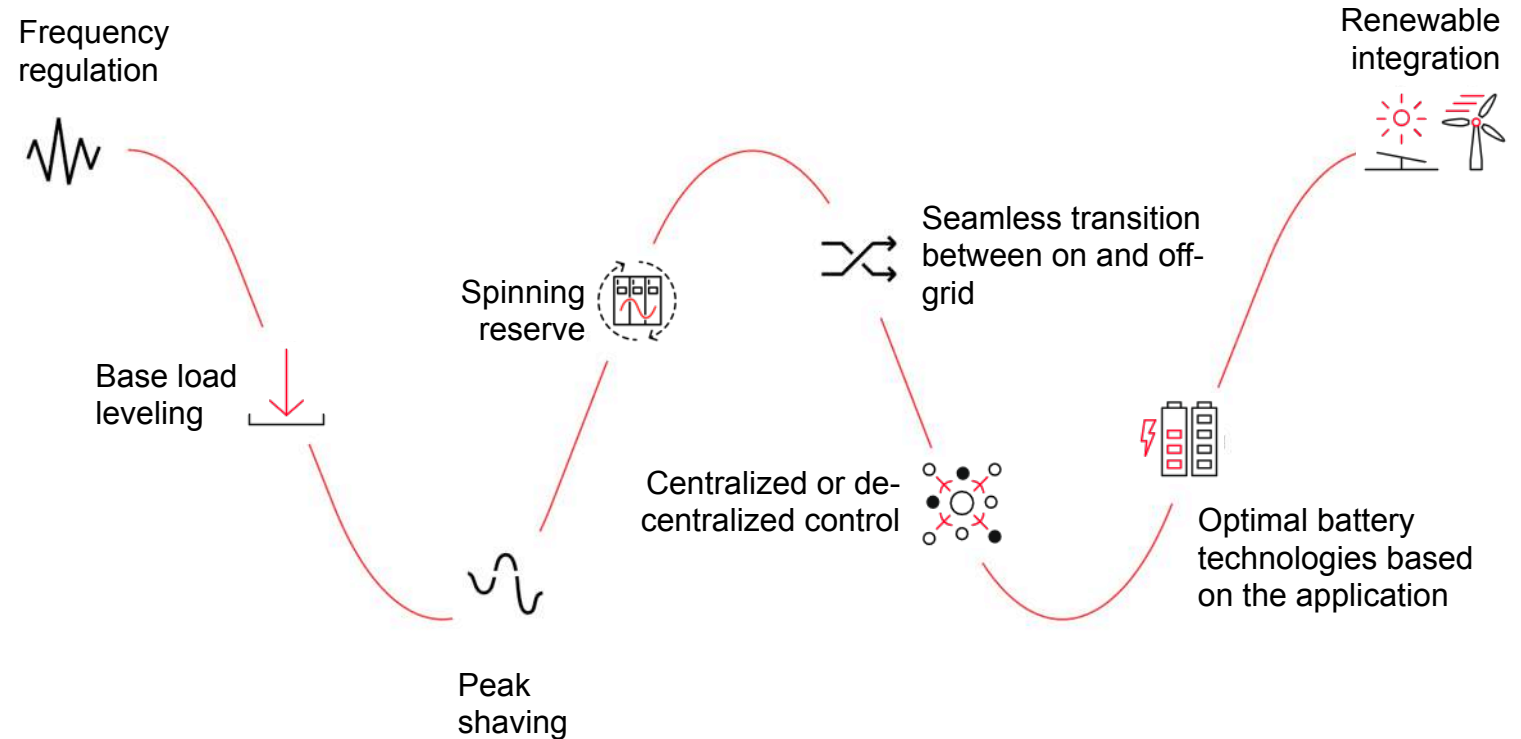 Frequency
regulation
Base load
leveling
Peak
shaving
Spinning
reserve
Seamless transition
between on and off-
grid
Centralized or de-
centralized control
Optimal battery
technologies based
on the application
Renewable
integration